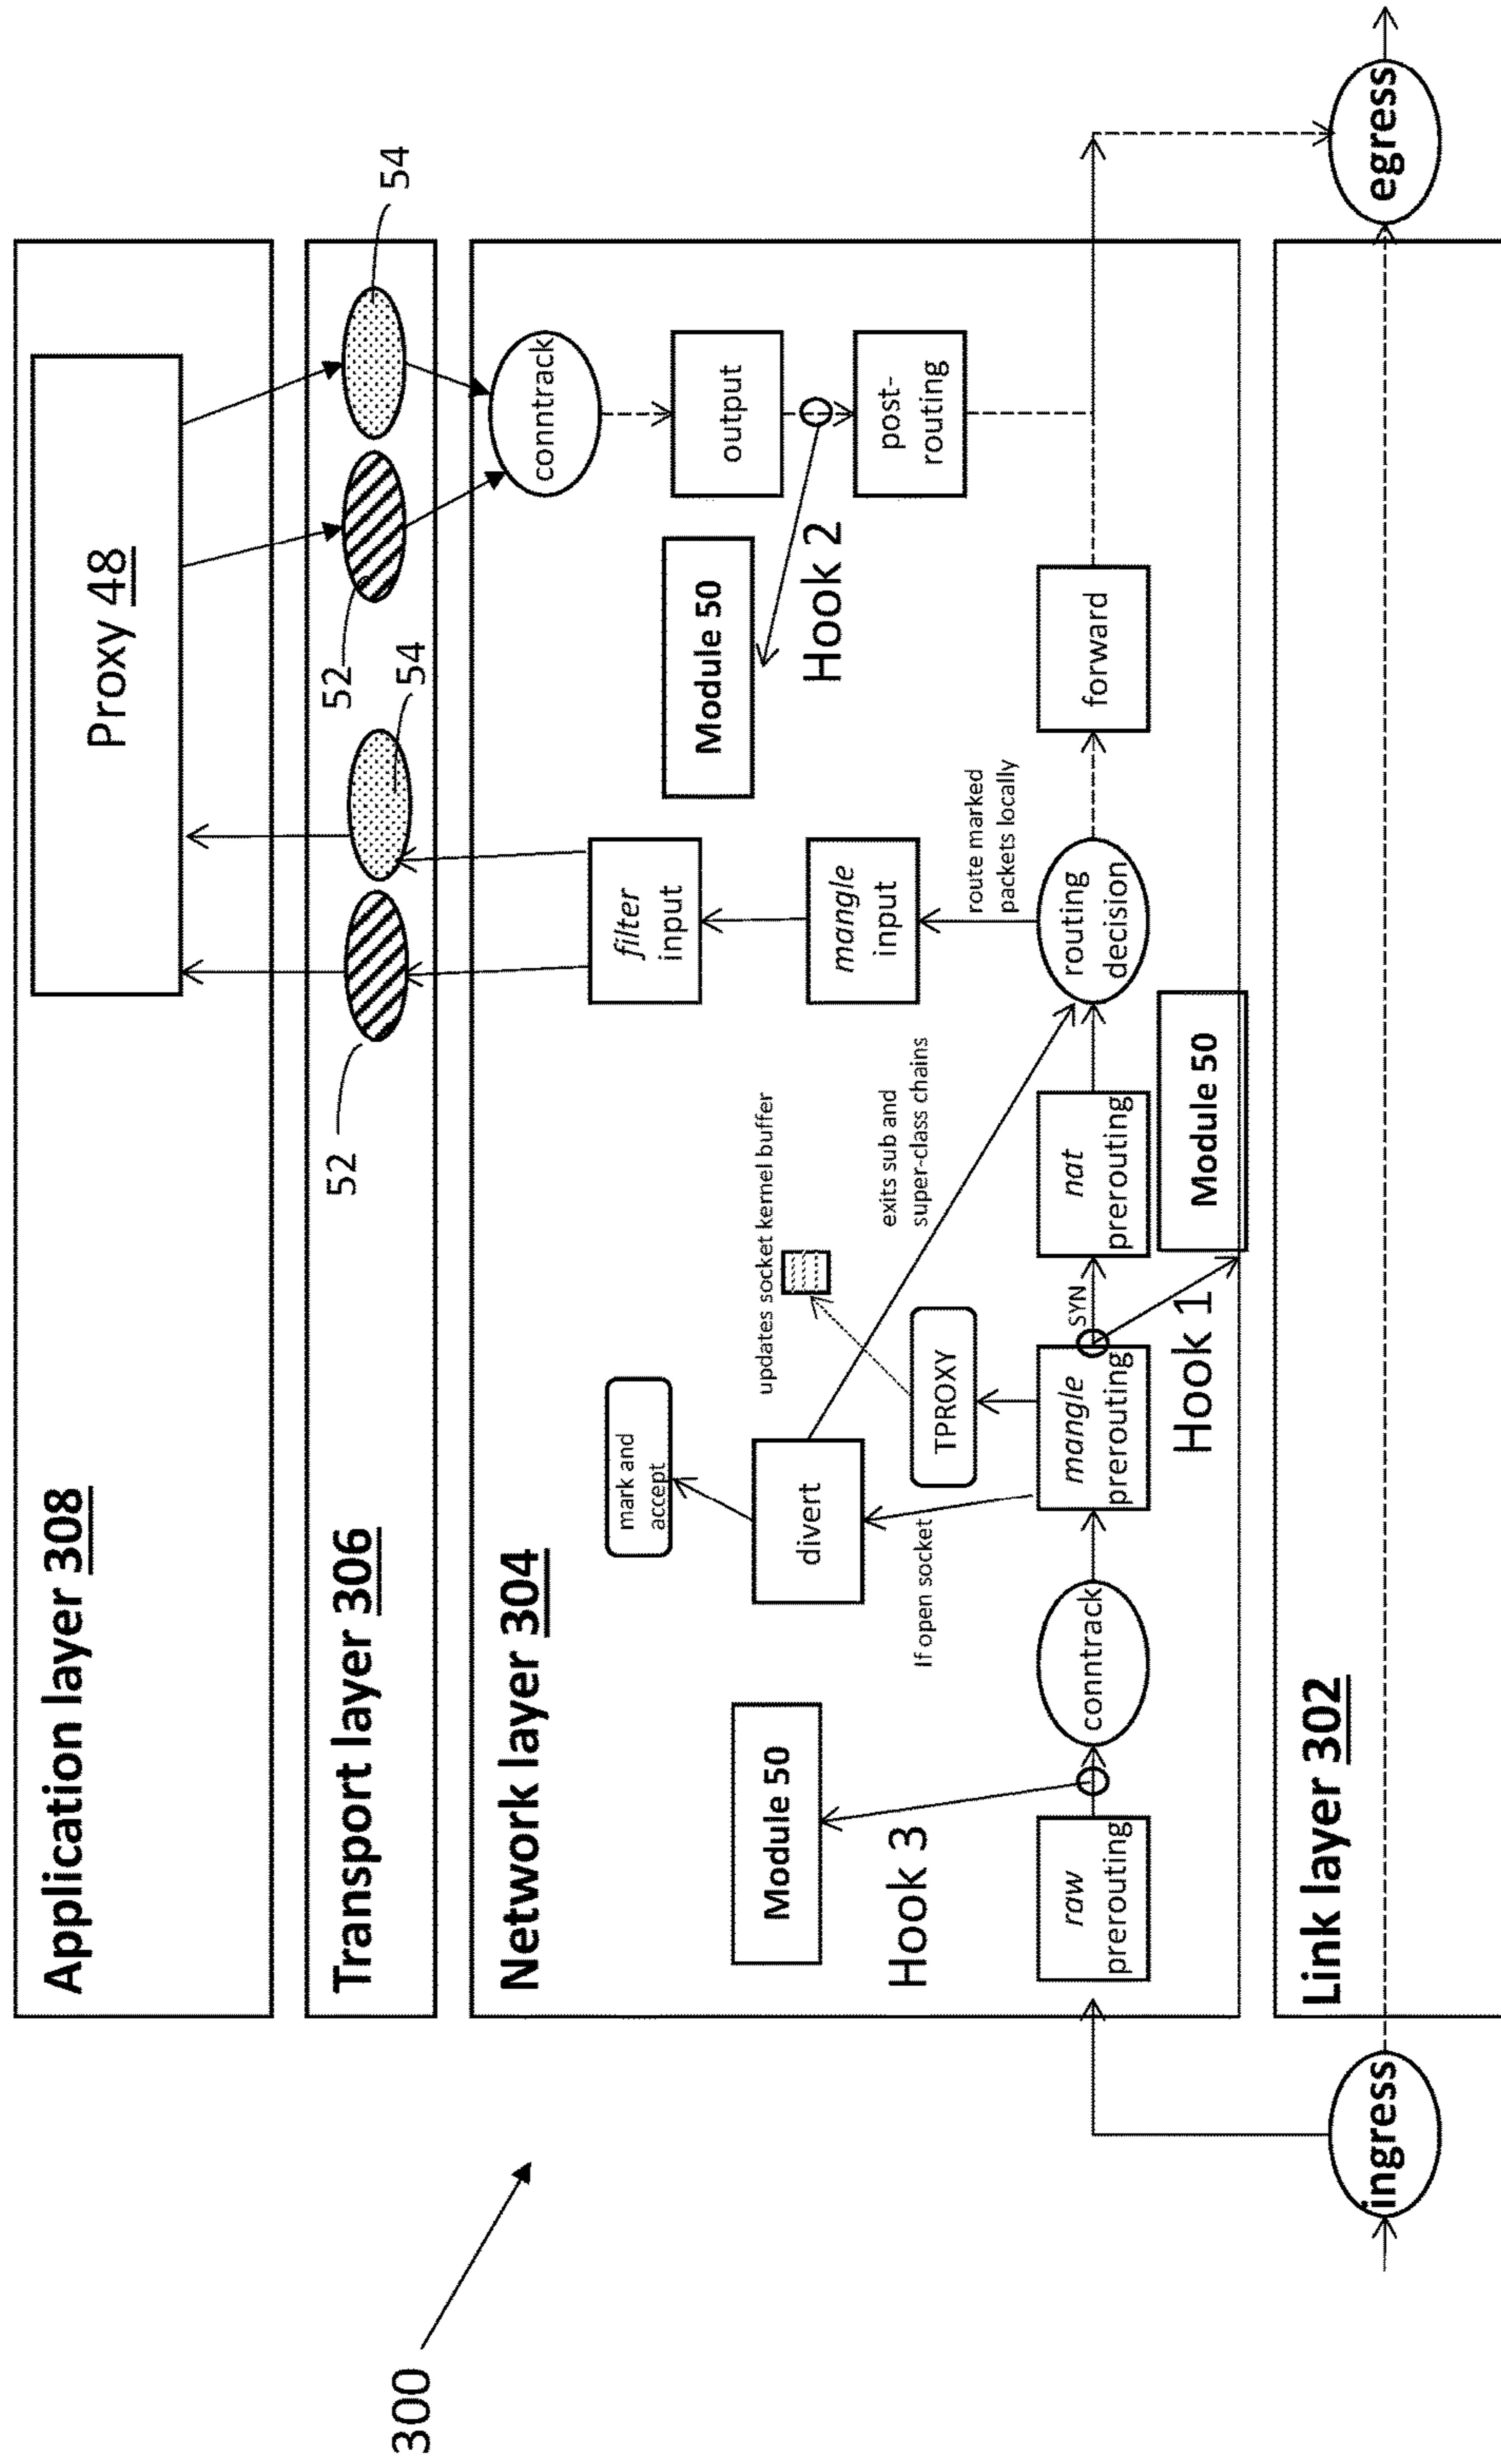 Application layer 308
Proxy 48
Transport layer 306
52
54
52
54
Network layer 304
conntrack
output
post-
routing
Module 50
Hook 2
filter
input
mangle
input
route marked
packets locally
routing
decision
forward
mark and
accept
divert
exits sub and
super-class chains
updates socket kernel buffer
TPROXY
If open socket
Module 50
Hook 3
raw
prerouting
conntrack
mangle
prerouting
SYN
nat
prerouting
Hook 1
Module 50
Link layer 302
ingress
egress
300